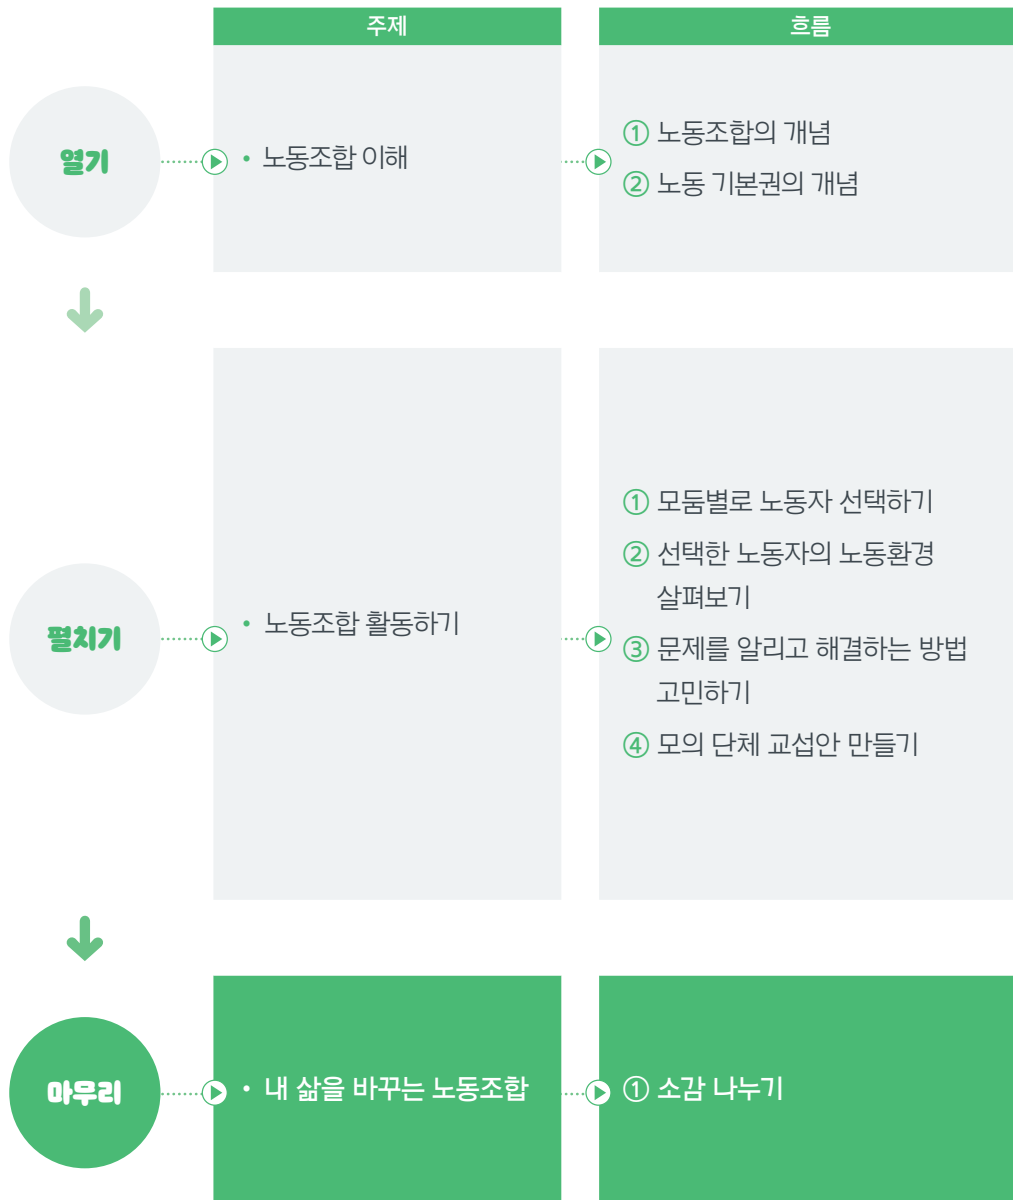 주제
흐름
열기
• 노동조합 이해
① 노동조합의 개념
② 노동 기본권의 개념
펼치기
• 노동조합 활동하기
① 모둠별로 노동자 선택하기
② 선택한 노동자의 노동환경
살펴보기
③ 문제를 알리고 해결하는 방법
고민하기
④ 모의 단체 교섭안 만들기
마무리
• 내 삶을 바꾸는 노동조합
① 소감 나누기